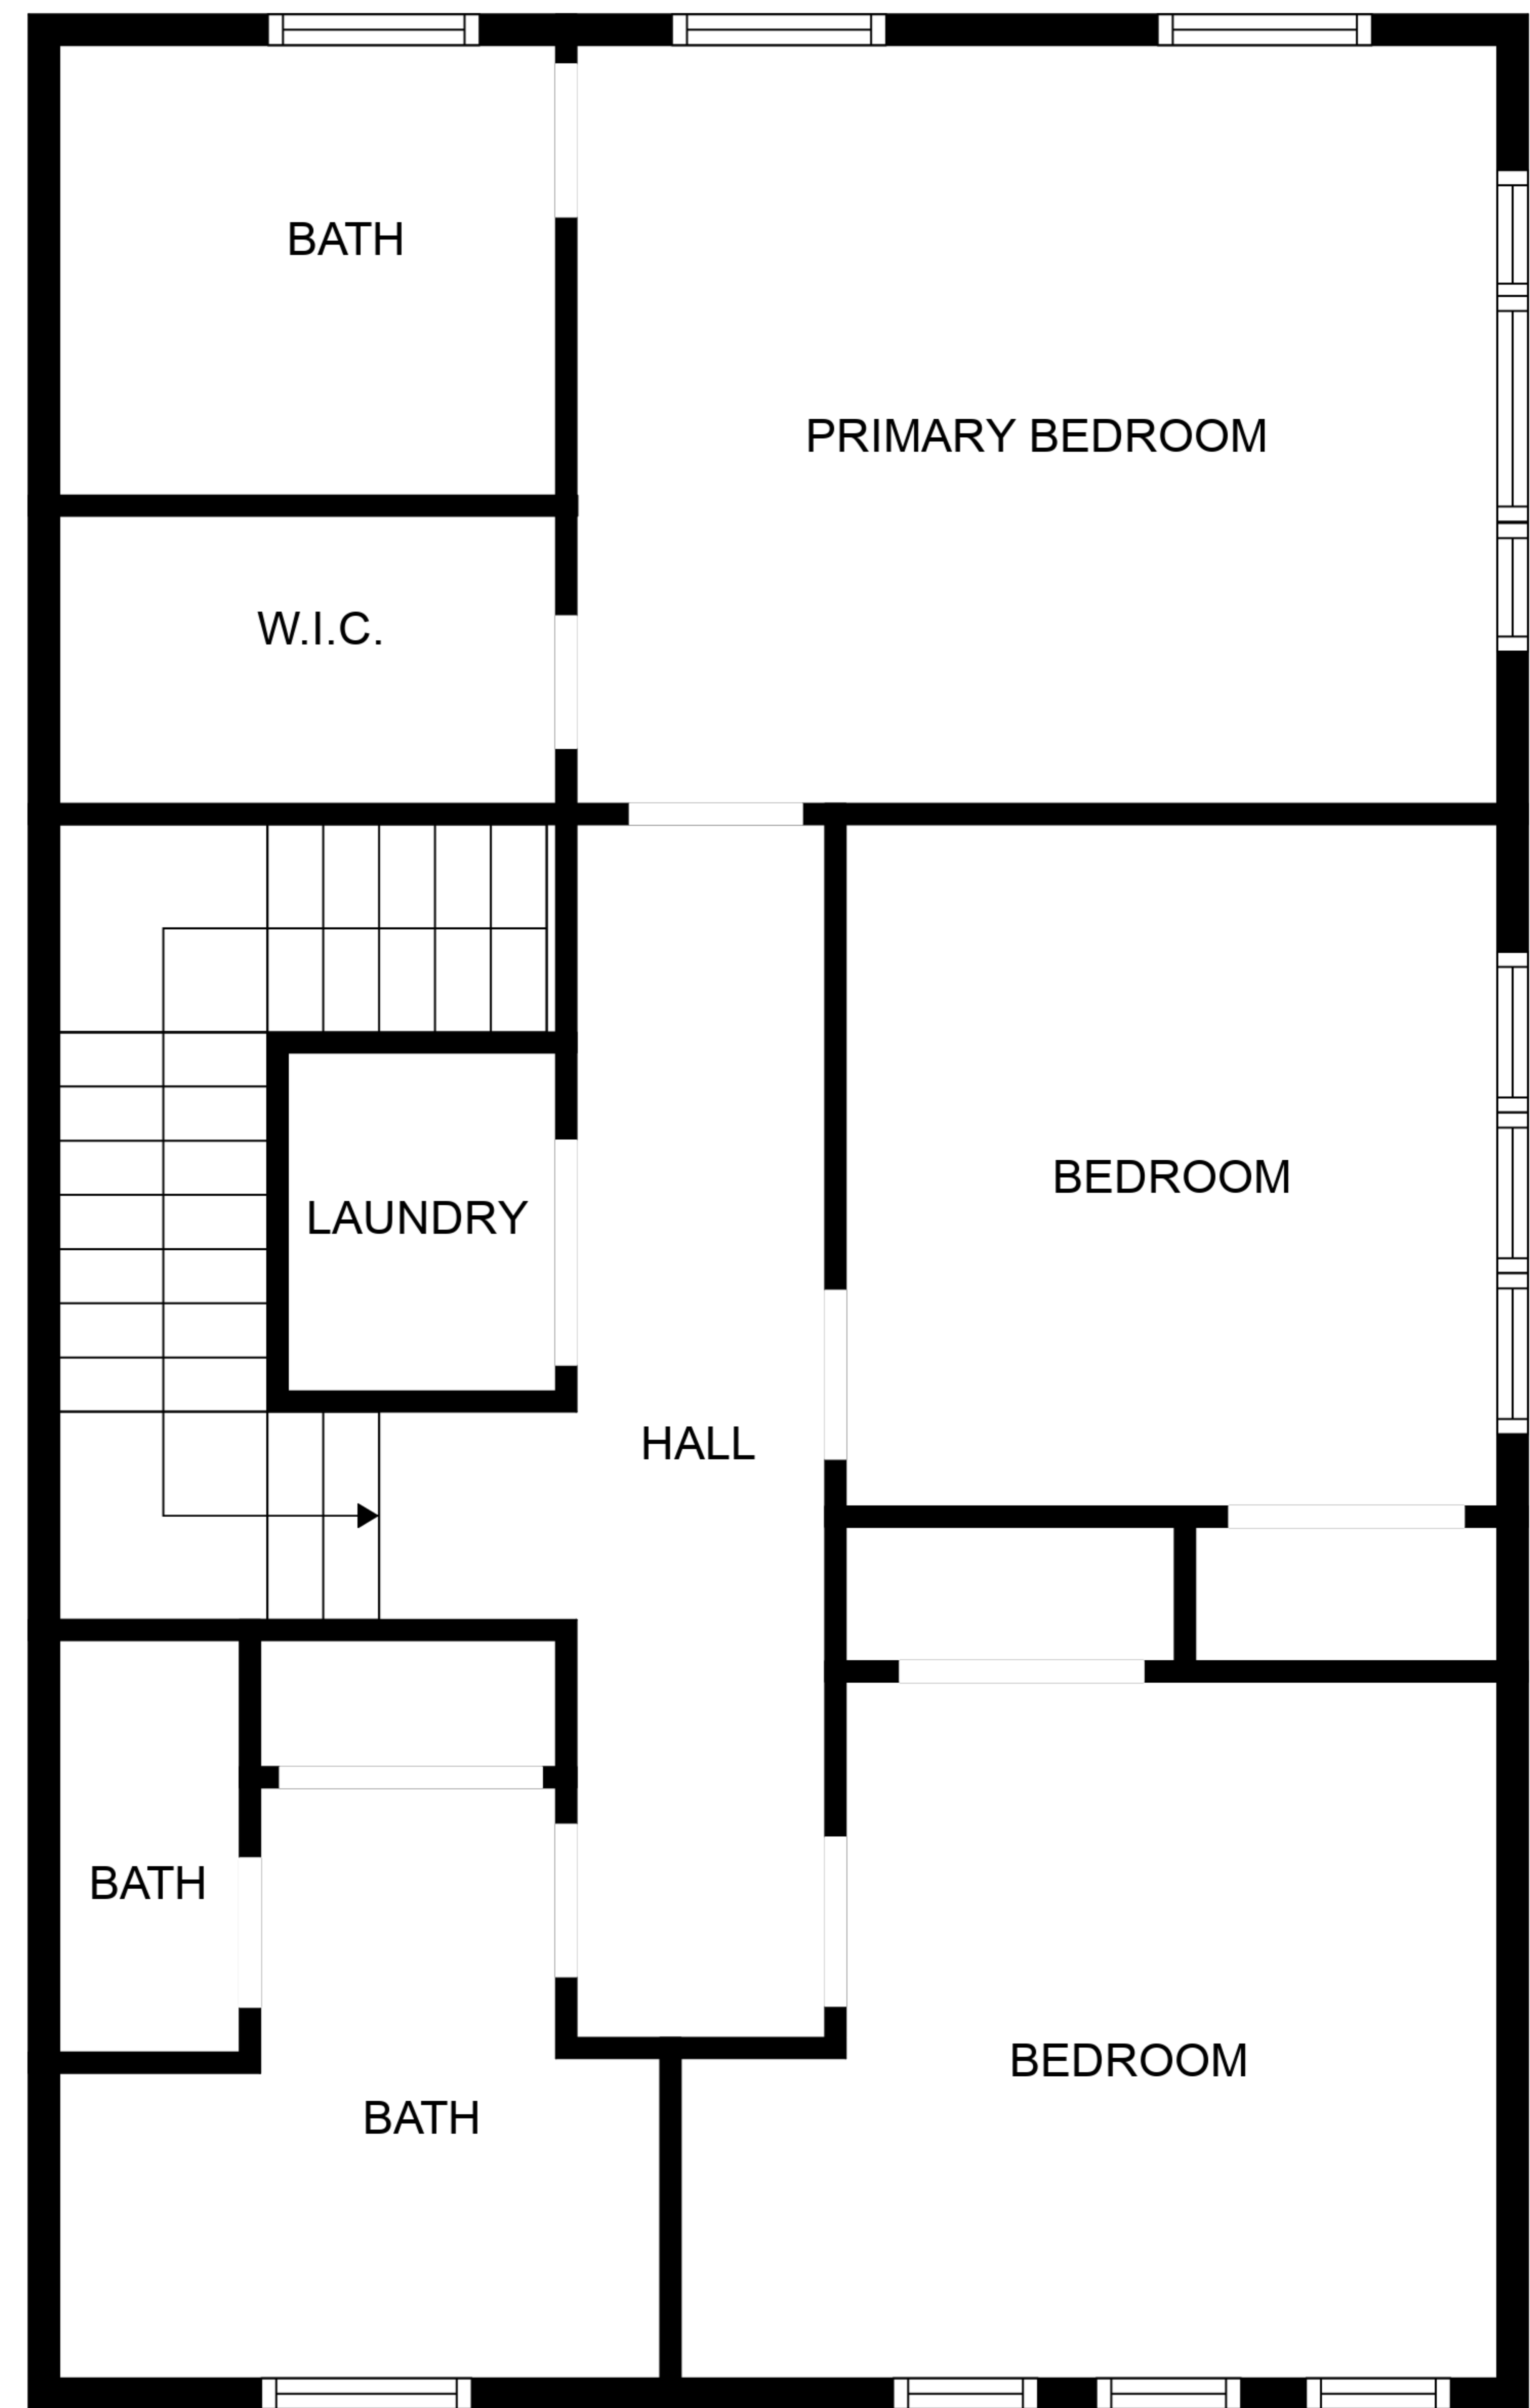 BATH
PRIMARY BEDROOM
W.I.C.
BEDROOM
LAUNDRY
HALL
BATH
BEDROOM
BATH